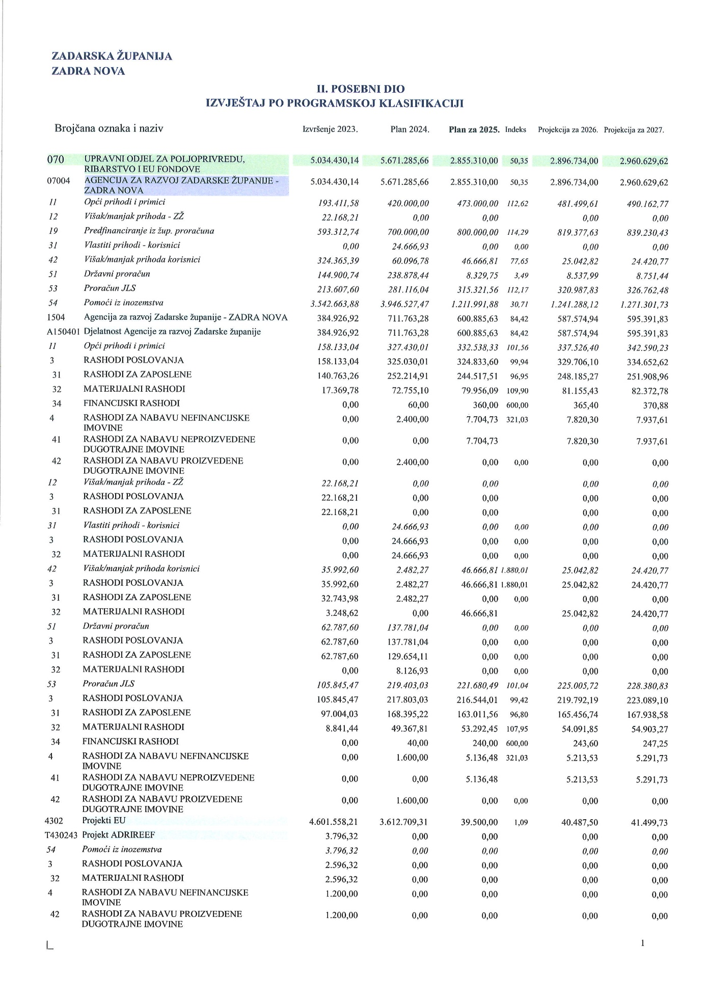 ZADARSKA ŽUPANIJA
ZADRA NOVA
II. POSEBNI DIO
IZVJEŠTAJ PO PROGRAMSKOJ KLASIFIKACIJI
Brojčana oznaka i naziv Izvršenje 2023. Plan 2024. Plan za 2025. Indeks Projekcija za 2026. Projekcija za 2027.
070 UPRAVNI ODJEL ZA POLJOPRIVREDU, 5.034.430,14 5.671.285,66 2.855.310,00 50,35 2.896.734,00 2.960.629,62
RIBARSTVO I EU FONDOVE
07004 AGENCIJA ZA RAZVOJ ZADARSKE ŽUPANIJE - 5.034.430,14 5.671.285,66 2.855.310,00 50,35 2.896.734,00 2.960.629,62
ZADRA NOVA
11 Opći prihodi i primici 193.411,58 420.000,00 473.000,00 112,62 481.499,61 490.162,77
12 Višak/manjak prihoda - ZŽ 22.168,21 0,00 0,00 0,00 0,00
19 Predfinanciranje iz žup. proračuna 593.312,74 700.000,00 800.000,00 114,29 819.377,63 839.230,43
31 Vlastiti prihodi - korisnici 0,00 24.666,93 0,00 0,00 0,00 0,00
42 Višak/manjak prihoda korisnici 324.365,39 60.096,78 46.666,81 77,65 25.042,82 24.420,77
51 Državni proračun 144.900,74 238.878,44 8.329,75 3,49 8.537,99 8.751,44
53 Proračun JLS 213.607,60 281.116,04 315.321,56 112,17 320.987,83 326.762,48
54 Pomoći iz inozemstva 3.542.663,88 3.946.527,47 1.211.991,88 30,71 1.241.288,12 1.271.301,73
1504 Agencija za razvoj Zadarske županije - ZADRA NOVA 384.926,92 711.763,28 600.885,63 84,42 587.574,94 595.391,83
A150401 Djelatnost Agencije za razvoj Zadarske županije 384.926,92 711.763,28 600.885,63 84,42 587.574,94 595.391,83
11 Opći prihodi i primici 158.133,04 327.430,01 332.538,33 101,56 337.526,40 342.590,23
3 RASHODI POSLOVANJA 158.133,04 325.030,01 324.833,60 99,94 329.706,10 334.652,62
31 RASHODI ZA ZAPOSLENE 140.763,26 252.214,91 244.517,51 96,95 248.185,27 251.908,96
32 MATERIJALNI RASHODI 17.369,78 72.755,10 79.956,09 109,90 81.155,43 82.372,78
34 FINANCIJSKI RASHODI 0,00 60,00 360,00 600,00 365,40 370,88
4 RASHODI ZA NABAVU NEFINANCIJSKE 0,00 2.400,00 7.704,73 321,03 7.820,30 7.937,61
IMOVINE
41 RASHODI ZA NABAVU NEPROIZVEDENE 0,00 0,00 7.704,73 7.820,30 7.937,61
DUGOTRAJNE IMOVINE
42 RASHODI ZA NABAVU PROIZVEDENE 0,00 2.400,00 0,00 0,00 0,00 0,00
DUGOTRAJNE IMOVINE
12 Višak/manjak prihoda - ZŽ 22.168,21 0,00 0,00 0,00 0,00
3 RASHODI POSLOVANJA 22.168,21 0,00 0,00 0,00 0,00
31 RASHODI ZA ZAPOSLENE 22.168,21 0,00 0,00 0,00 0,00
31 Vlastiti prihodi - korisnici 0,00 24.666,93 0,00 0,00 0,00 0,00
3 RASHODI POSLOVANJA 0,00 24.666,93 0,00 0,00 0,00 0,00
32 MATERIJALNI RASHODI 0,00 24.666,93 0,00 0,00 0,00 0,00
42 Višak/manjak prihoda korisnici 35.992,60 2.482,27 46.666,81 1.880,01 25.042,82 24.420,77
3 RASHODI POSLOVANJA 35.992,60 2.482,27 46.666,81 1.880,01 25.042,82 24.420,77
31 RASHODI ZA ZAPOSLENE 32.743,98 2.482,27 0,00 0,00 0,00 0,00
32 MATERIJALNI RASHODI 3.248,62 0,00 46.666,81 25.042,82 24.420,77
51 Državni proračun 62.787,60 137.781,04 0,00 0,00 0,00 0,00
3 RASHODI POSLOVANJA 62.787,60 137.781,04 0,00 0,00 0,00 0,00
31 RASHODI ZA ZAPOSLENE 62.787,60 129.654,11 0,00 0,00 0,00 0,00
32 MATERIJALNI RASHODI 0,00 8.126,93 0,00 0,00 0,00 0,00
53 Proračun JLS 105.845,47 219.403,03 221.680,49 101,04 225.005,72 228.380,83
3 RASHODI POSLOVANJA 105.845,47 217.803,03 216.544,01 99,42 219.792,19 223.089,10
31 RASHODI ZA ZAPOSLENE 97.004,03 168.395,22 163.011,56 96,80 165.456,74 167.938,58
32 MATERIJALNI RASHODI 8.841,44 49.367,81 53.292,45 107,95 54.091,85 54.903,27
34 FINANCIJSKI RASHODI 0,00 40,00 240,00 600,00 243,60 247,25
4 RASHODI ZA NABAVU NEFINANCIJSKE 0,00 1.600,00 5.136,48 321,03 5.213,53 5.291,73
IMOVINE
41 RASHODI ZA NABAVU NEPROIZVEDENE 0,00 0,00 5.136,48 5.213,53 5.291,73
DUGOTRAJNE IMOVINE
42 RASHODI ZA NABAVU PROIZVEDENE 0,00 1.600,00 0,00 0,00 0,00 0,00
DUGOTRAJNE IMOVINE
4302 Projekti EU 4.601.558,21 3.612.709,31 39.500,00 1,09 40.487,50 41.499,73
T430243 Projekt ADRIREEF 3.796,32 0,00 0,00 0,00 0,00
54 Pomoći iz inozemstva 3.796,32 0,00 0,00 0,00 0,00
3 RASHODI POSLOVANJA 2.596,32 0,00 0,00 0,00 0,00
32 MATERIJALNI RASHODI 2.596,32 0,00 0,00 0,00 0,00
4 RASHODI ZA NABAVU NEFINANCIJSKE 1.200,00 0,00 0,00 0,00 0,00
IMOVINE
42 RASHODI ZA NABAVU PROIZVEDENE 1.200,00 0,00 0,00 0,00 0,00
DUGOTRAJNE IMOVINE
1